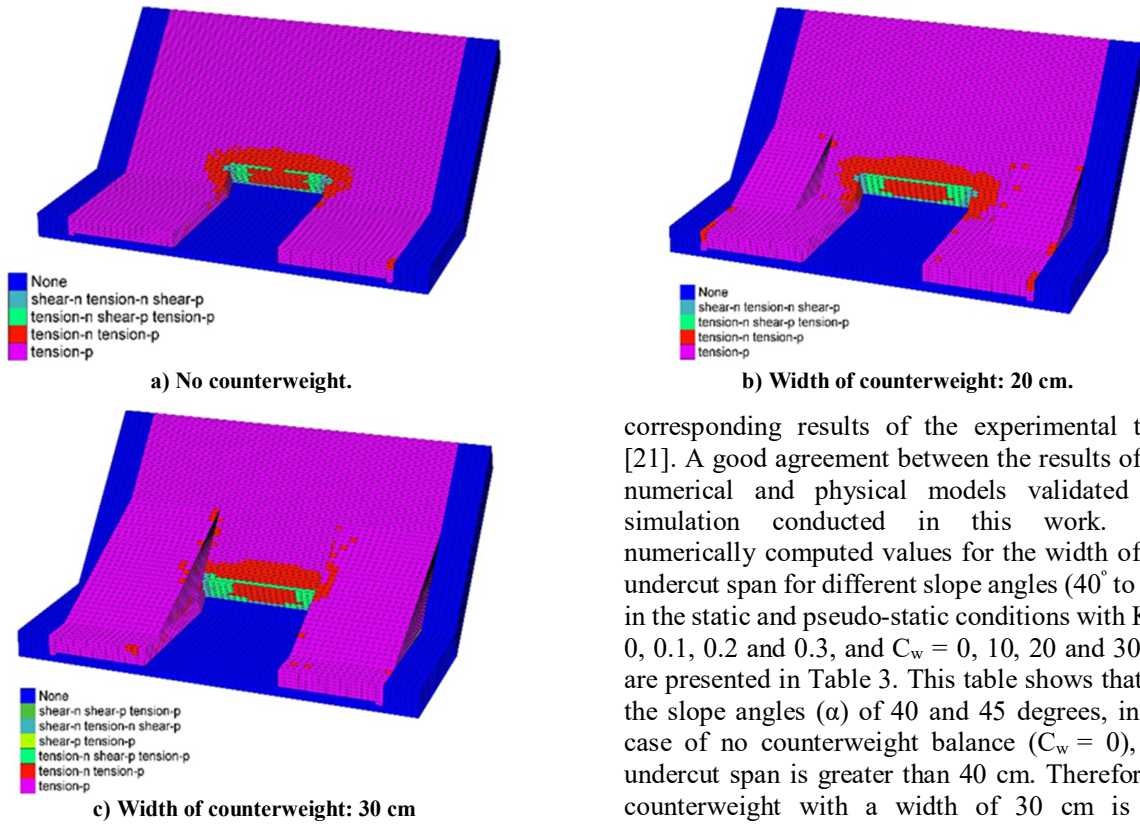 None
shear-n tension-n shear-p
tension-n shear-p tension-p
tension-n tension-p
tension-p
a) No counterweight.
None
shear-n tension-n shear-p
tension-n shear-p tension-p
tension-n tension-p
tension-p
b) Width of counterweight: 20 cm.
None
shear-n shear-p tension-p
shear-n tension-n shear-p
shear-p tension-p
tension-n shear-p tension-p
tension-n tension-p
tension-p
c) Width of counterweight: 30 cm
corresponding results of the experimental t
[21]. A good agreement between the results of
numerical and physical models validated
simulation conducted in this work.
numerically computed values for the width of
undercut span for different slope angles (40° to
in the static and pseudo-static conditions with K
0, 0.1, 0.2 and 0.3, and Cw = 0, 10, 20 and 30
are presented in Table 3. This table shows that
the slope angles (α) of 40 and 45 degrees, in
case of no counterweight balance (Cw = 0),
undercut span is greater than 40 cm. Therefor
counterweight with a width of 30 cm is